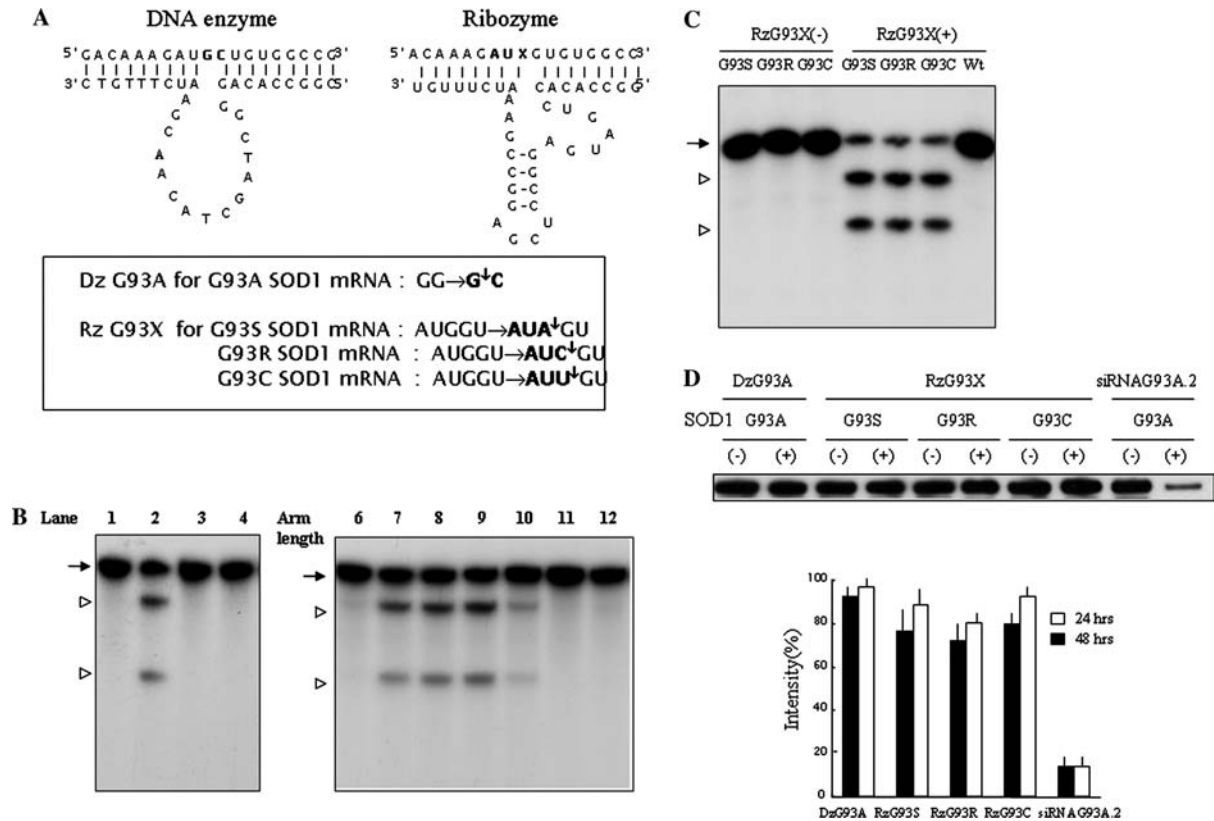 A
DNA enzyme
5' GACAAAGAUGCUGUGGCCG3'
3'CTGTTTCTA GACACCGGC5'
G
C
A
A
C
A
T
C
G
A
T
C
G
G
Ribozyme
5' ACAAAGAUXGUGUGGCC 3'
3' UGUUUCUA CACACCGG5'
A
A
G
C
C
G
G
A
G
C
U
C
C
G
G
A
G
U
A
G
U
C
Dz G93A for G93A SOD1 mRNA : GG→G↓C
Rz G93X for G93S SOD1 mRNA : AUGGU→AUA↓GU
G93R SOD1 mRNA : AUGGU→AUC↓GU
G93C SOD1 mRNA : AUGGU→AUU↓GU
B
Lane 1 2 3 4
Arm length 6 7 8 9 10 11 12
C
RzG93X(-) RzG93X(+)
G93S G93R G93C G93S G93R G93C Wt
D
DzG93A RzG93X siRNAG93A.2
SOD1 G93A G93S G93R G93C G93A
(-) (+) (-) (+) (-) (+) (-) (+) (-) (+)
Intensity(%)
100
80
60
40
20
0
24 hrs
48 hrs
DzG93A RzG93S RzG93R RzG93C siRNAG93A.2